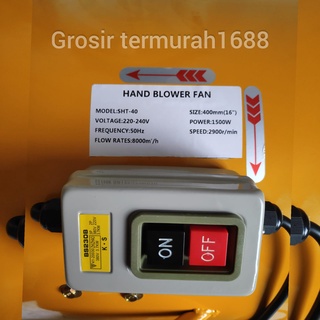 Grosir termurah1688
HAND BLOWER FAN
MODEL:SHT-40 SIZE:400mm(16")
VOLTAGE:220-240V POWER:1500W
FREQUENCY:50Hz SPEED:2900r/min
FLOW RATES:8000m³/h
BS230B
K·S
ON
OFF